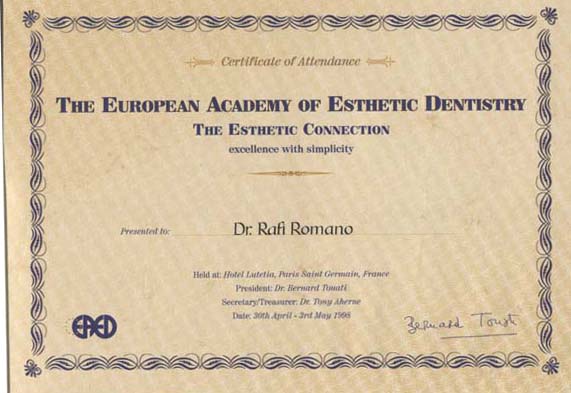 Certificate of Attendance
THE EUROPEAN ACADEMY OF ESTHETIC DENTISTRY
THE ESTHETIC CONNECTION
excellence with simplicity
Presented to: Dr. Rafi Romano
Held at: Hotel Lutetia, Paris Saint Germain, France
President: Dr. Bernard Touati
Secretary/Treasurer: Dr. Tony Aherne
Date: 30th April - 3rd May 1998
EAED
Bernard Touati